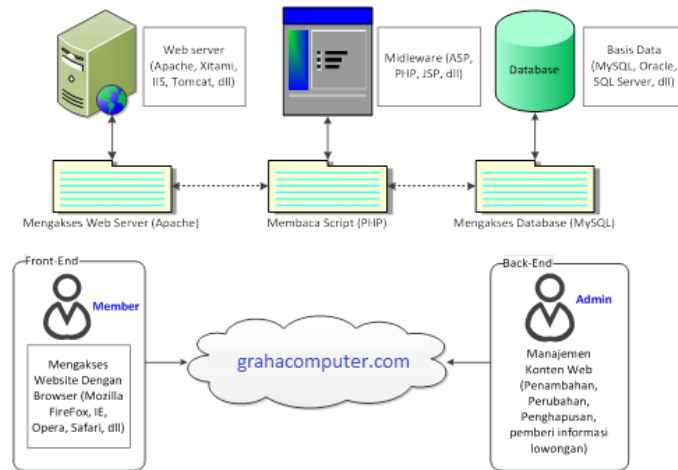 Web server
(Apache, Xitami,
IIS, Tomcat, dll)
Midleware (ASP,
PHP, JSP, dll)
Database
Basis Data
(MySQL, Oracle,
SQL Server, dll)
Mengakses Web Server (Apache)
Membaca Script (PHP)
Mengakses Database (MySQL)
Front-End
Member
Mengakses
Website Dengan
Browser (Mozilla
FireFox, IE,
Opera, Safari, dll)
grahacomputer.com
Back-End
Admin
Manajemen
Konten Web
(Penambahan,
Perubahan,
Penghapusan,
pemberi informasi
lowongan)